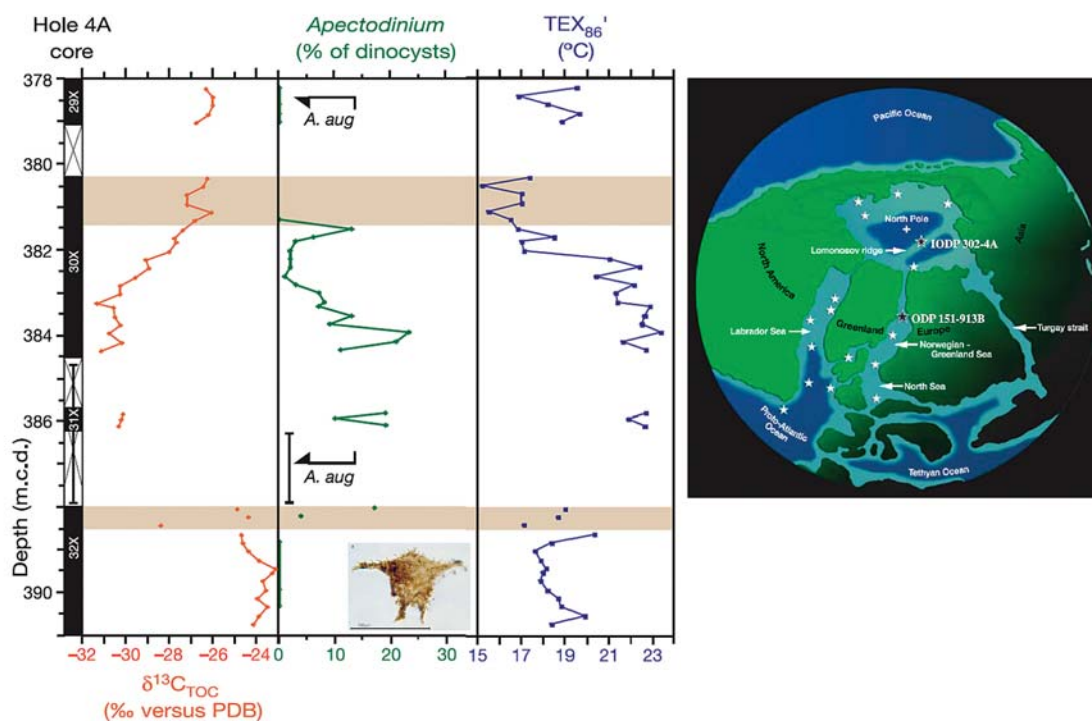 Hole 4A
core
Apectodinium
(% of dinocysts)
TEX86'
(ºC)
378
380
382
384
386
390
Depth (m.c.d.)
29X
30X
31X
32X
A. aug
A. aug
–32 –30 –28 –26 –24
0 10 20 30
15 17 19 21 23
δ13CTOC
(‰ versus PDB)
Pacific Ocean
North Pole
IODP 302-4A
Lomonosov ridge
Asia
North America
ODP 151-913B
Greenland
Europe
Labrador Sea
Turgay strait
Norwegian -
Greenland Sea
North Sea
Proto-Atlantic
Ocean
Tethyan Ocean